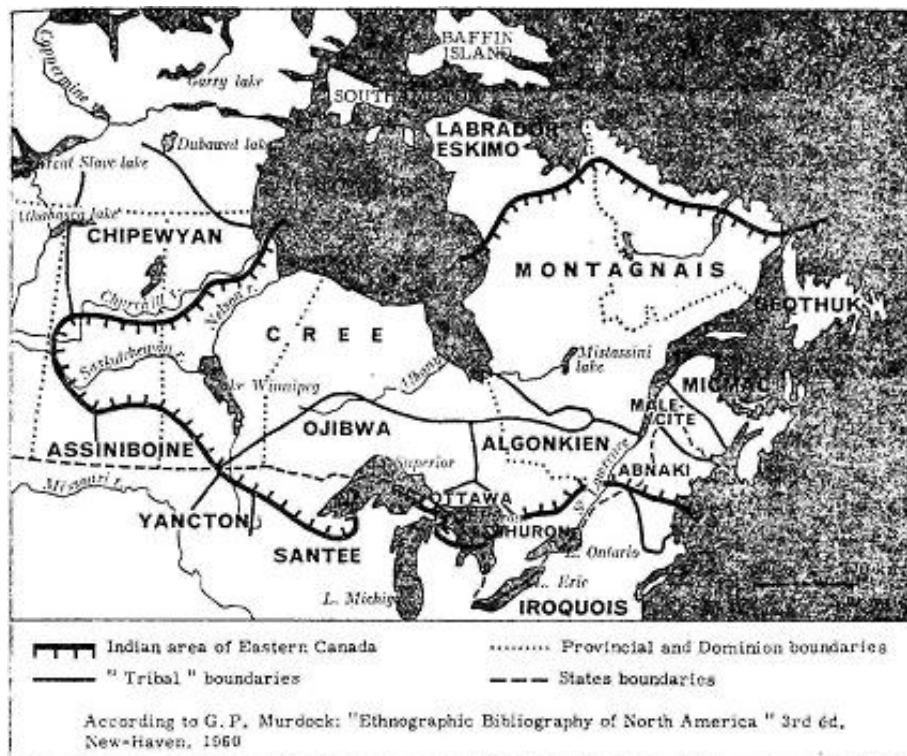 BAFFIN
ISLAND
Coppermine r.
Garry lake
LABRADOR
ESKIMO
Dubawnt lake
Slave lake
Athabasca lake
CHIPEWYAN
MONTAGNAIS
Churchill r.
Nelson r.
BEOTHUK
CREE
Saskatchewan r.
Mistassini
lake
Lake Winnipeg
MICMAC
MALE-
CITE
OJIBWA
ALGONKIEN
ASSINIBOINE
Superior
ABNAKI
Missouri r.
OTTAWA
YANCTON
HURON
SANTEE
L. Ontario
L. Erie
L. Michig
IROQUOIS
Indian area of Eastern Canada
Provincial and Dominion boundaries
" Tribal " boundaries
States boundaries
According to G. P. Murdock: "Ethnographic Bibliography of North America " 3rd éd.
New-Haven, 1960